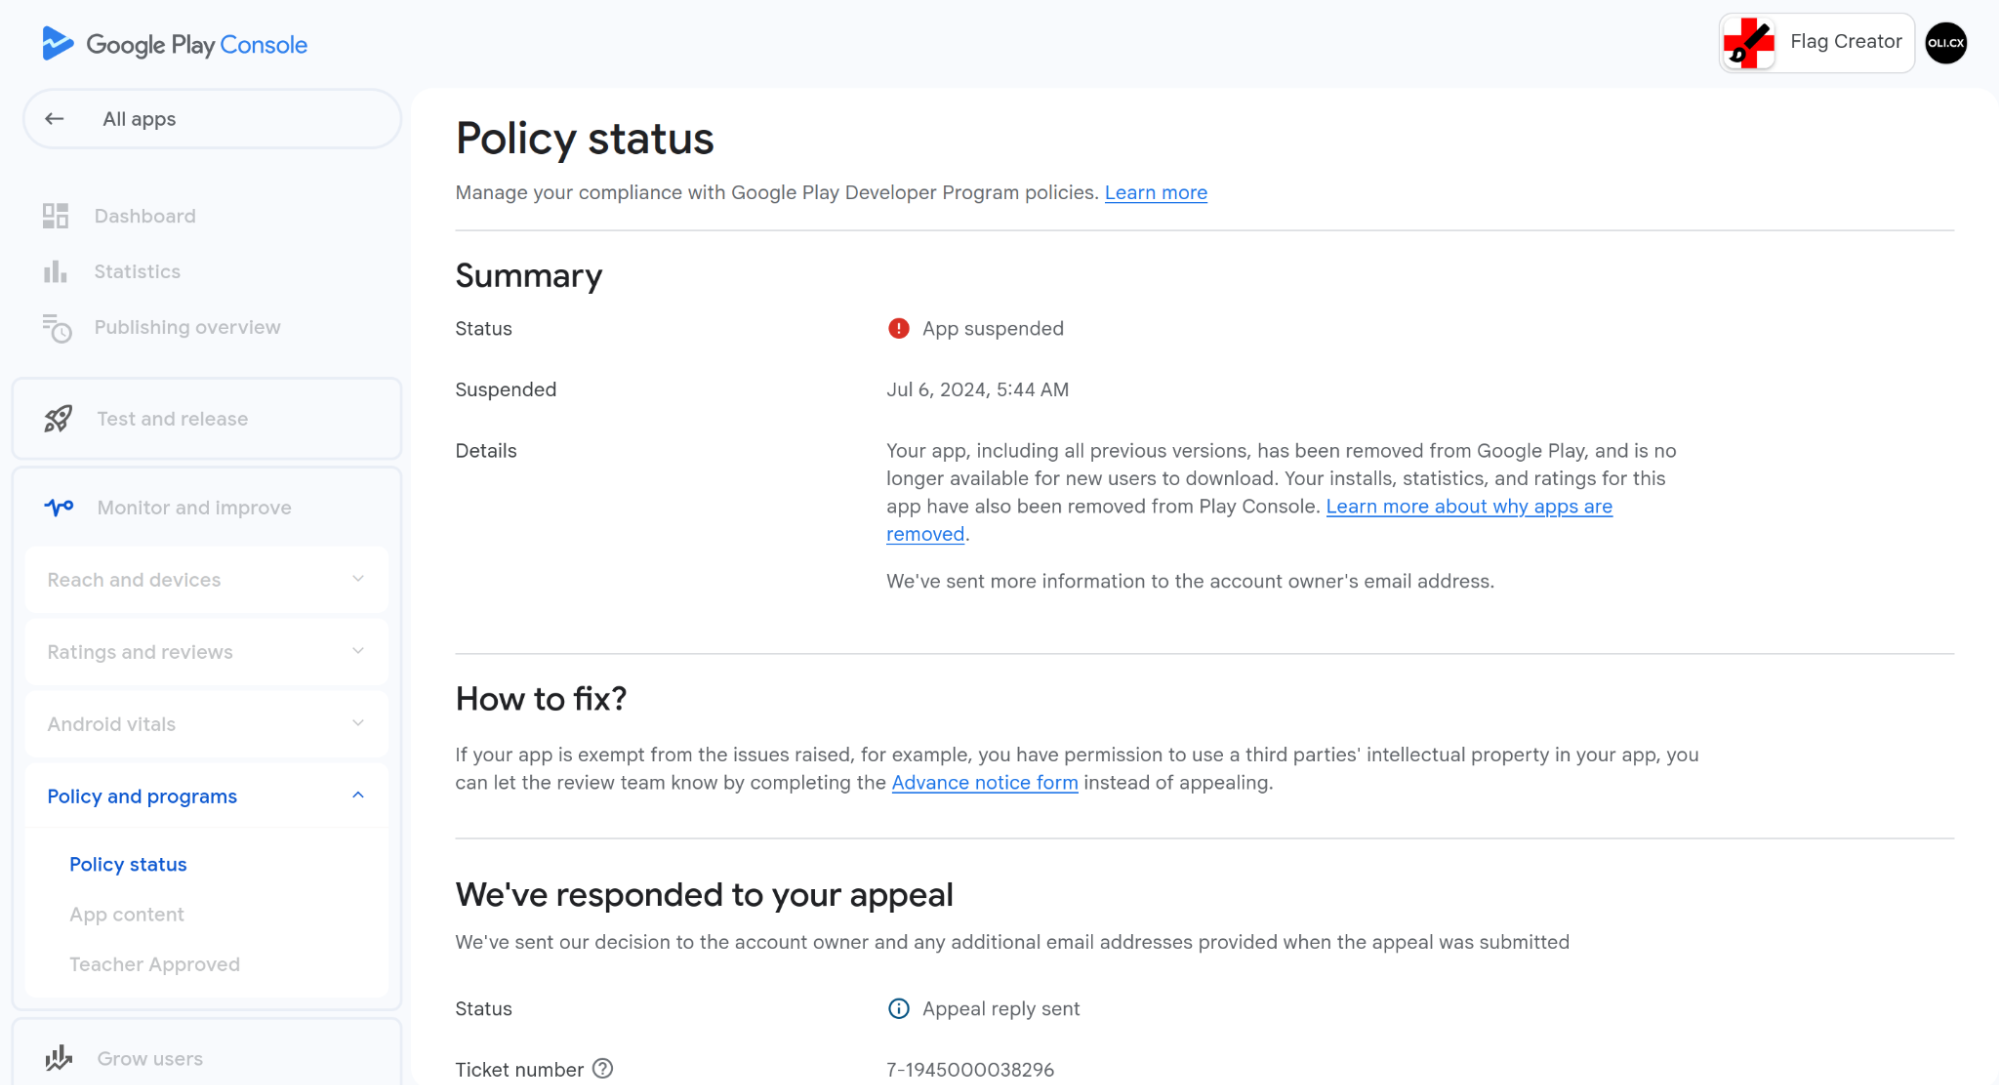 Google Play Console
Flag Creator
OLI.CX
All apps
Dashboard
Statistics
Publishing overview
Test and release
Monitor and improve
Reach and devices
Ratings and reviews
Android vitals
Policy and programs
Policy status
App content
Teacher Approved
Grow users
Policy status
Manage your compliance with Google Play Developer Program policies. Learn more
Summary
Status
App suspended
Suspended
Jul 6, 2024, 5:44 AM
Details
Your app, including all previous versions, has been removed from Google Play, and is no
longer available for new users to download. Your installs, statistics, and ratings for this
app have also been removed from Play Console. Learn more about why apps are
removed.
We've sent more information to the account owner's email address.
How to fix?
If your app is exempt from the issues raised, for example, you have permission to use a third parties' intellectual property in your app, you
can let the review team know by completing the Advance notice form instead of appealing.
We've responded to your appeal
We've sent our decision to the account owner and any additional email addresses provided when the appeal was submitted
Status
Appeal reply sent
Ticket number
7-1945000038296